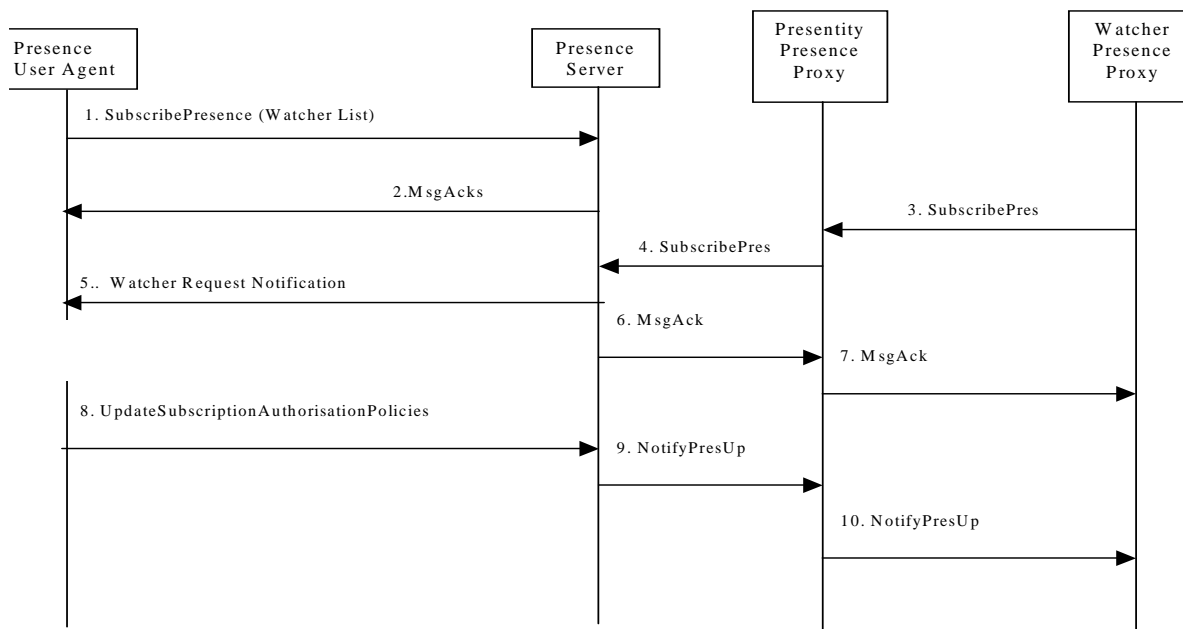 Presence
User Agent
Presence
Server
Presentity
Presence
Proxy
Watcher
Presence
Proxy
1. SubscribePresence (Watcher List)
2.MsgAcks
3. SubscribePres
4. SubscribePres
5.. Watcher Request Notification
6. MsgAck
7. MsgAck
8. UpdateSubscriptionAuthorisationPolicies
9. NotifyPresUp
10. NotifyPresUp